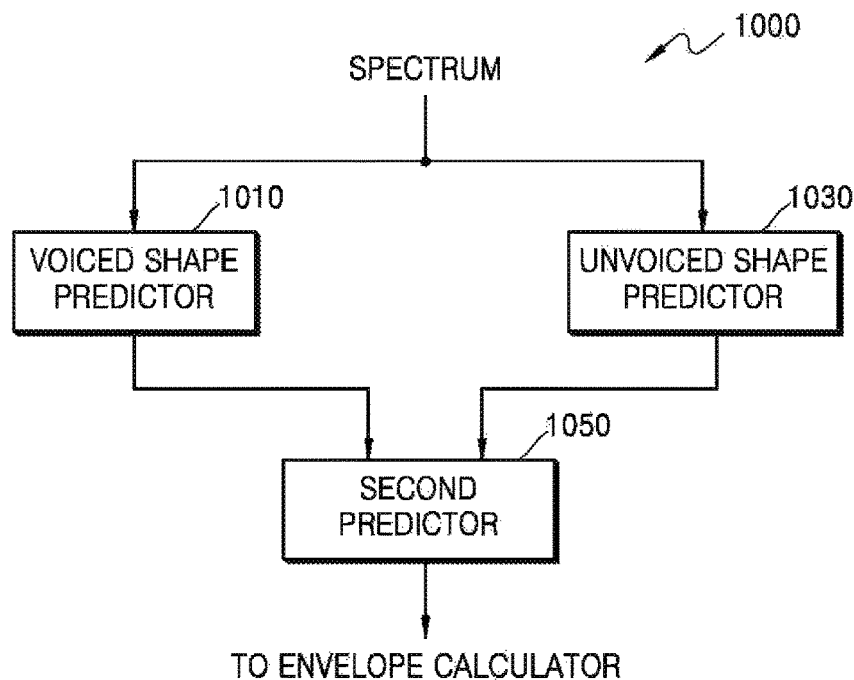 1000
SPECTRUM
1010
1030
VOICED SHAPE
PREDICTOR
UNVOICED SHAPE
PREDICTOR
1050
SECOND
PREDICTOR
TO ENVELOPE CALCULATOR